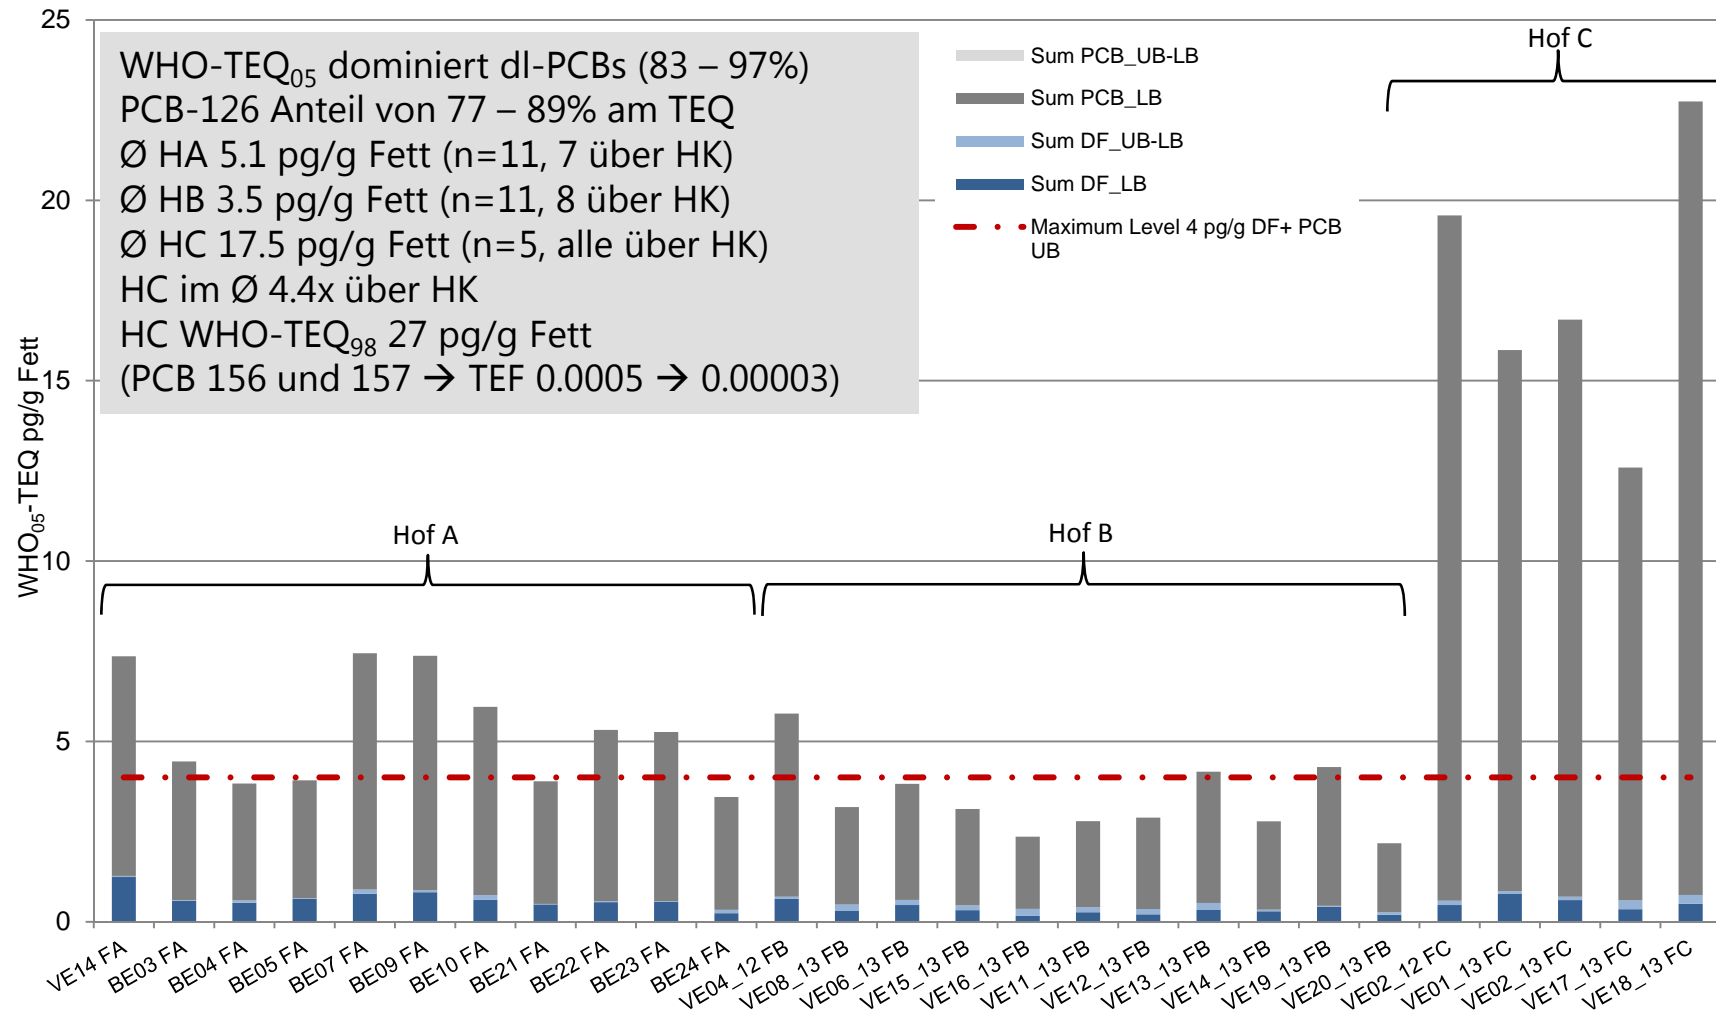 25
20
15
10
5
0
WHO05-TEQ pg/g Fett
WHO-TEQ05 dominiert dl-PCBs (83 – 97%)
PCB-126 Anteil von 77 – 89% am TEQ
Ø HA 5.1 pg/g Fett (n=11, 7 über HK)
Ø HB 3.5 pg/g Fett (n=11, 8 über HK)
Ø HC 17.5 pg/g Fett (n=5, alle über HK)
HC im Ø 4.4x über HK
HC WHO-TEQ98 27 pg/g Fett
(PCB 156 und 157 → TEF 0.0005 → 0.00003)
Sum PCB_UB-LB
Sum PCB_LB
Sum DF_UB-LB
Sum DF_LB
Maximum Level 4 pg/g DF+ PCB
UB
Hof C
Hof A
Hof B
VE14 FA
BE03 FA
BE04 FA
BE05 FA
BE07 FA
BE09 FA
BE10 FA
BE21 FA
BE22 FA
BE23 FA
BE24 FA
VE04_12 FB
VE08_13 FB
VE06_13 FB
VE15_13 FB
VE16_13 FB
VE11_13 FB
VE12_13 FB
VE13_13 FB
VE14_13 FB
VE19_13 FB
VE20_13 FB
VE02_12 FC
VE01_13 FC
VE02_13 FC
VE17_13 FC
VE18_13 FC